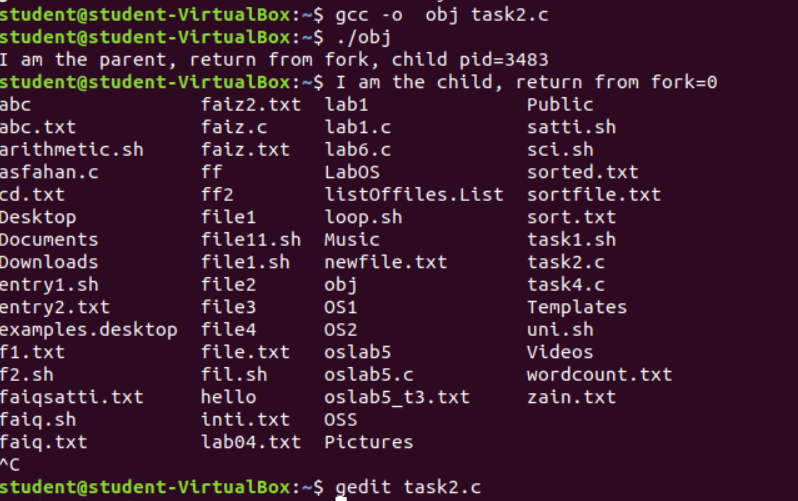 student@student-VirtualBox:~$ gcc -o  obj task2.c
student@student-VirtualBox:~$ ./obj
I am the parent, return from fork, child pid=3483
student@student-VirtualBox:~$ I am the child, return from fork=0
abc               faiz2.txt  lab1               Public
abc.txt           faiz.c     lab1.c             satti.sh
arithmetic.sh     faiz.txt   lab6.c             sci.sh
asfahan.c         ff         LabOS              sorted.txt
cd.txt            ff2        listOffiles.List   sortfile.txt
Desktop           file1      loop.sh            sort.txt
Documents         file11.sh  Music              task1.sh
Downloads         file1.sh   newfile.txt        task2.c
entry1.sh         file2      obj                task4.c
entry2.txt        file3      OS1                Templates
examples.desktop  file4      OS2                uni.sh
f1.txt            file.txt   oslab5             Videos
f2.sh             fil.sh     oslab5.c           wordcount.txt
faiqsatti.txt     hello      oslab5_t3.txt      zain.txt
faiq.sh           inti.txt   OSS
faiq.txt          lab04.txt  Pictures
^C
student@student-VirtualBox:~$ gedit task2.c